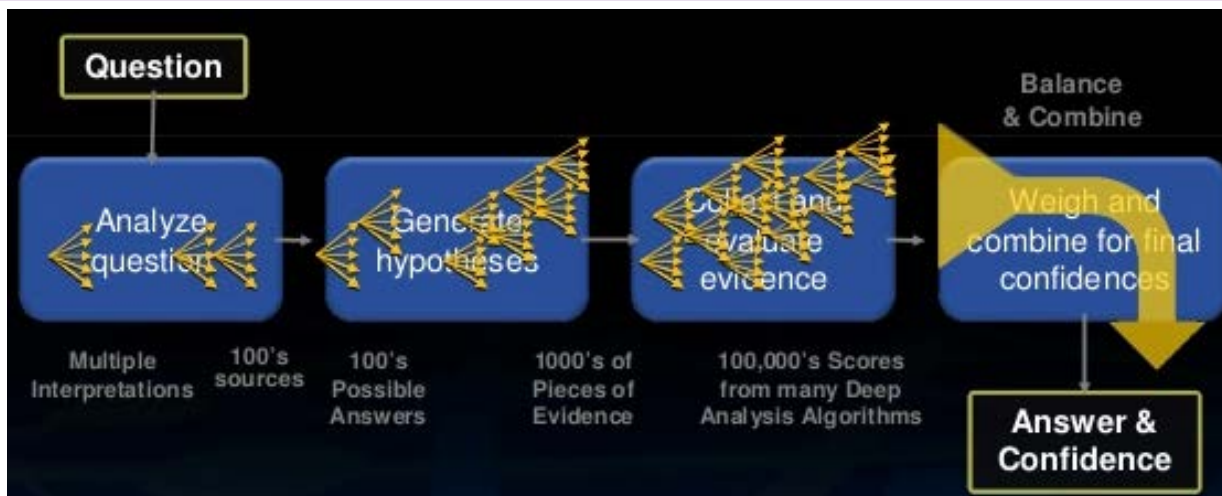 Question
Balance
& Combine
Analyze
question
Generate
hypotheses
Collect and
evaluate
evidence
Weigh and
combine for final
confidences
Multiple
Interpretations
100's
sources
100's
Possible
Answers
1000's of
Pieces of
Evidence
100,000's Scores
from many Deep
Analysis Algorithms
Answer &
Confidence